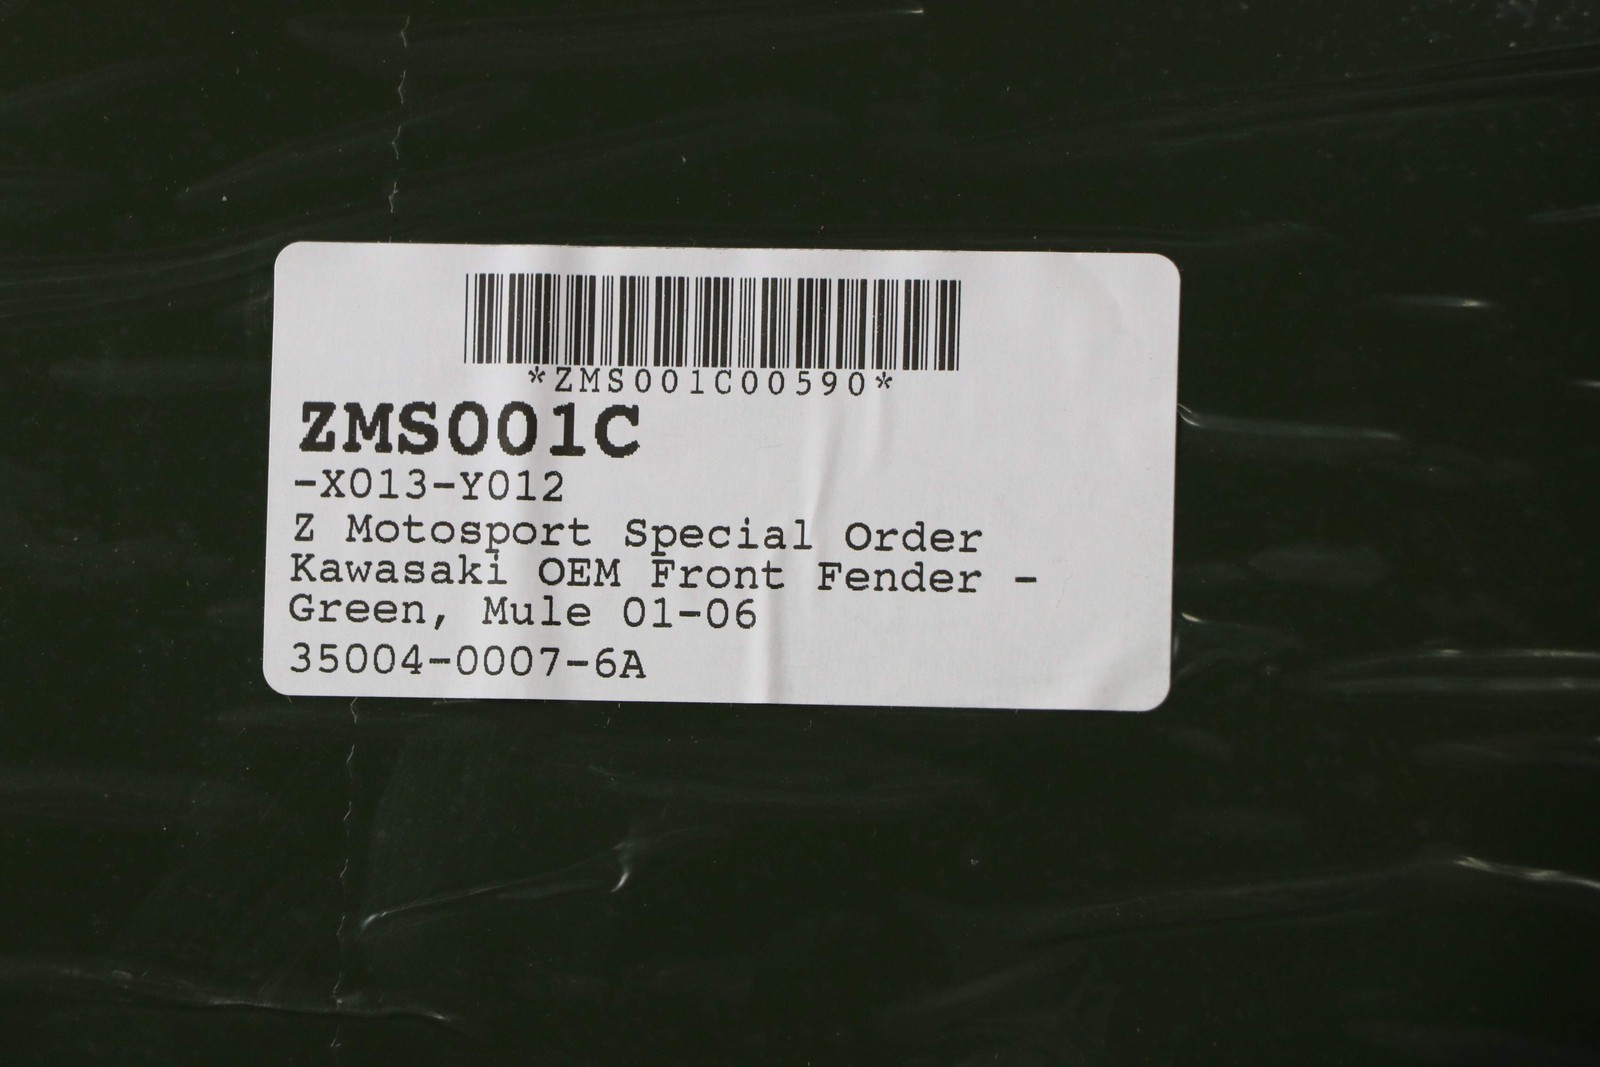 *ZMS001C00590*
ZMS001C
-X013-Y012
Z Motosport Special Order
Kawasaki OEM Front Fender -
Green, Mule 01-06
35004-0007-6A